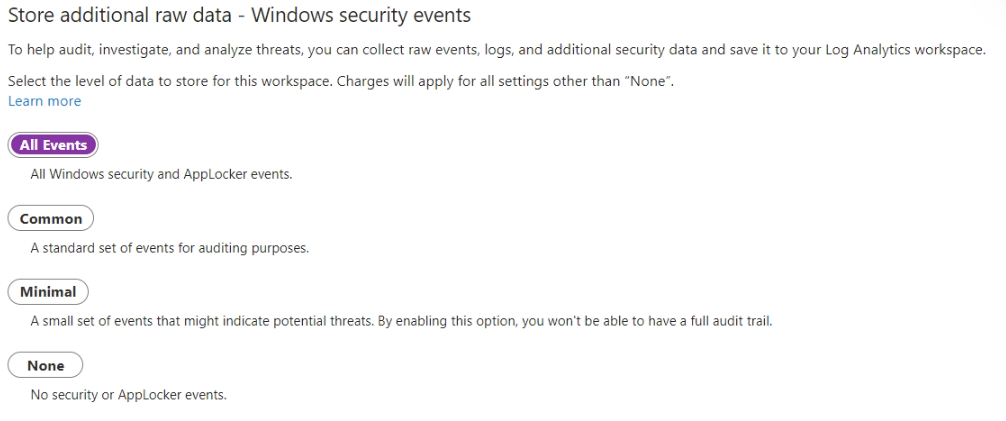 Store additional raw data - Windows security events
To help audit, investigate, and analyze threats, you can collect raw events, logs, and additional security data and save it to your Log Analytics workspace.
Select the level of data to store for this workspace. Charges will apply for all settings other than "None".
Learn more
All Events
All Windows security and AppLocker events.
Common
A standard set of events for auditing purposes.
Minimal
A small set of events that might indicate potential threats. By enabling this option, you won't be able to have a full audit trail.
None
No security or AppLocker events.